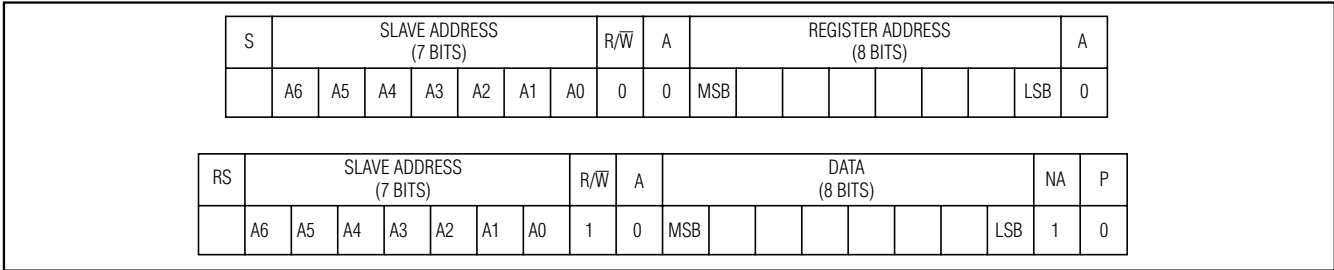 S SLAVE ADDRESS R/W̅ A REGISTER ADDRESS A
(7 BITS) (8 BITS)
A6 A5 A4 A3 A2 A1 A0 0 0 MSB LSB 0
RS SLAVE ADDRESS R/W̅ A DATA NA P
(7 BITS) (8 BITS)
A6 A5 A4 A3 A2 A1 A0 1 0 MSB LSB 1 0